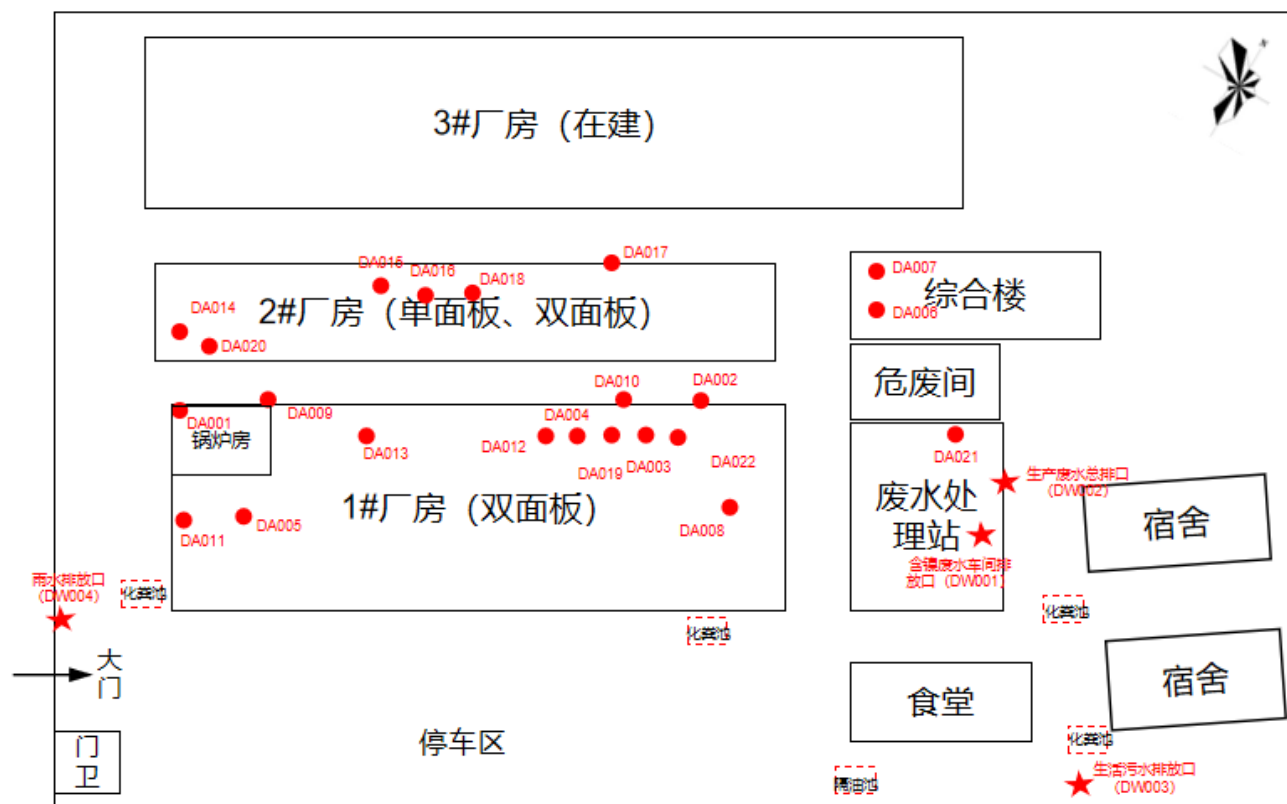 3#厂房（在建）
DA017
DA015
DA016
DA018
DA007
综合楼
DA006
2#厂房（单面板、双面板）
DA014
DA020
危废间
DA001
DA009
DA010
DA002
锅炉房
DA013
DA012
DA004
DA019
DA003
DA022
DA021
1#厂房（双面板）
DA011
DA005
DA008
废水处
理站
生产废水总排口
（DW002）
含镍废水车间排
放口（DW001）
宿舍
雨水排放口
（DW004）
化粪池
化粪池
化粪池
大
门
食堂
宿舍
门
卫
停车区
化粪池
隔油池
生活污水排放口
（DW003）